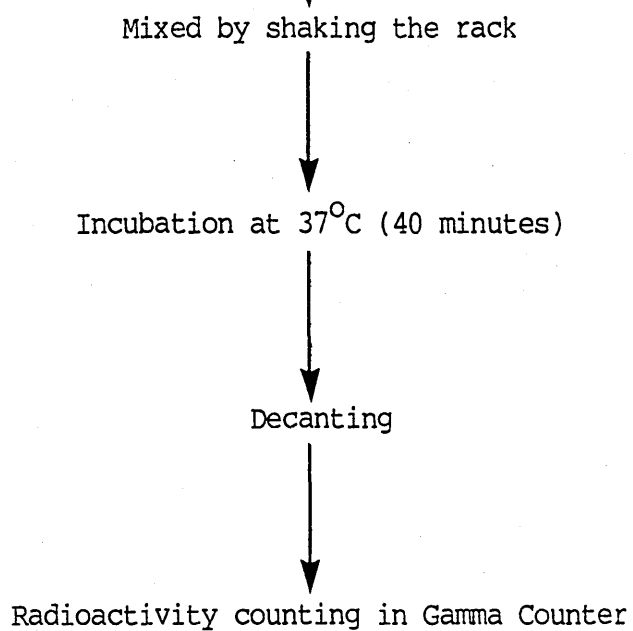 Mixed by shaking the rack
Incubation at 37°C (40 minutes)
Decanting
Radioactivity counting in Gamma Counter